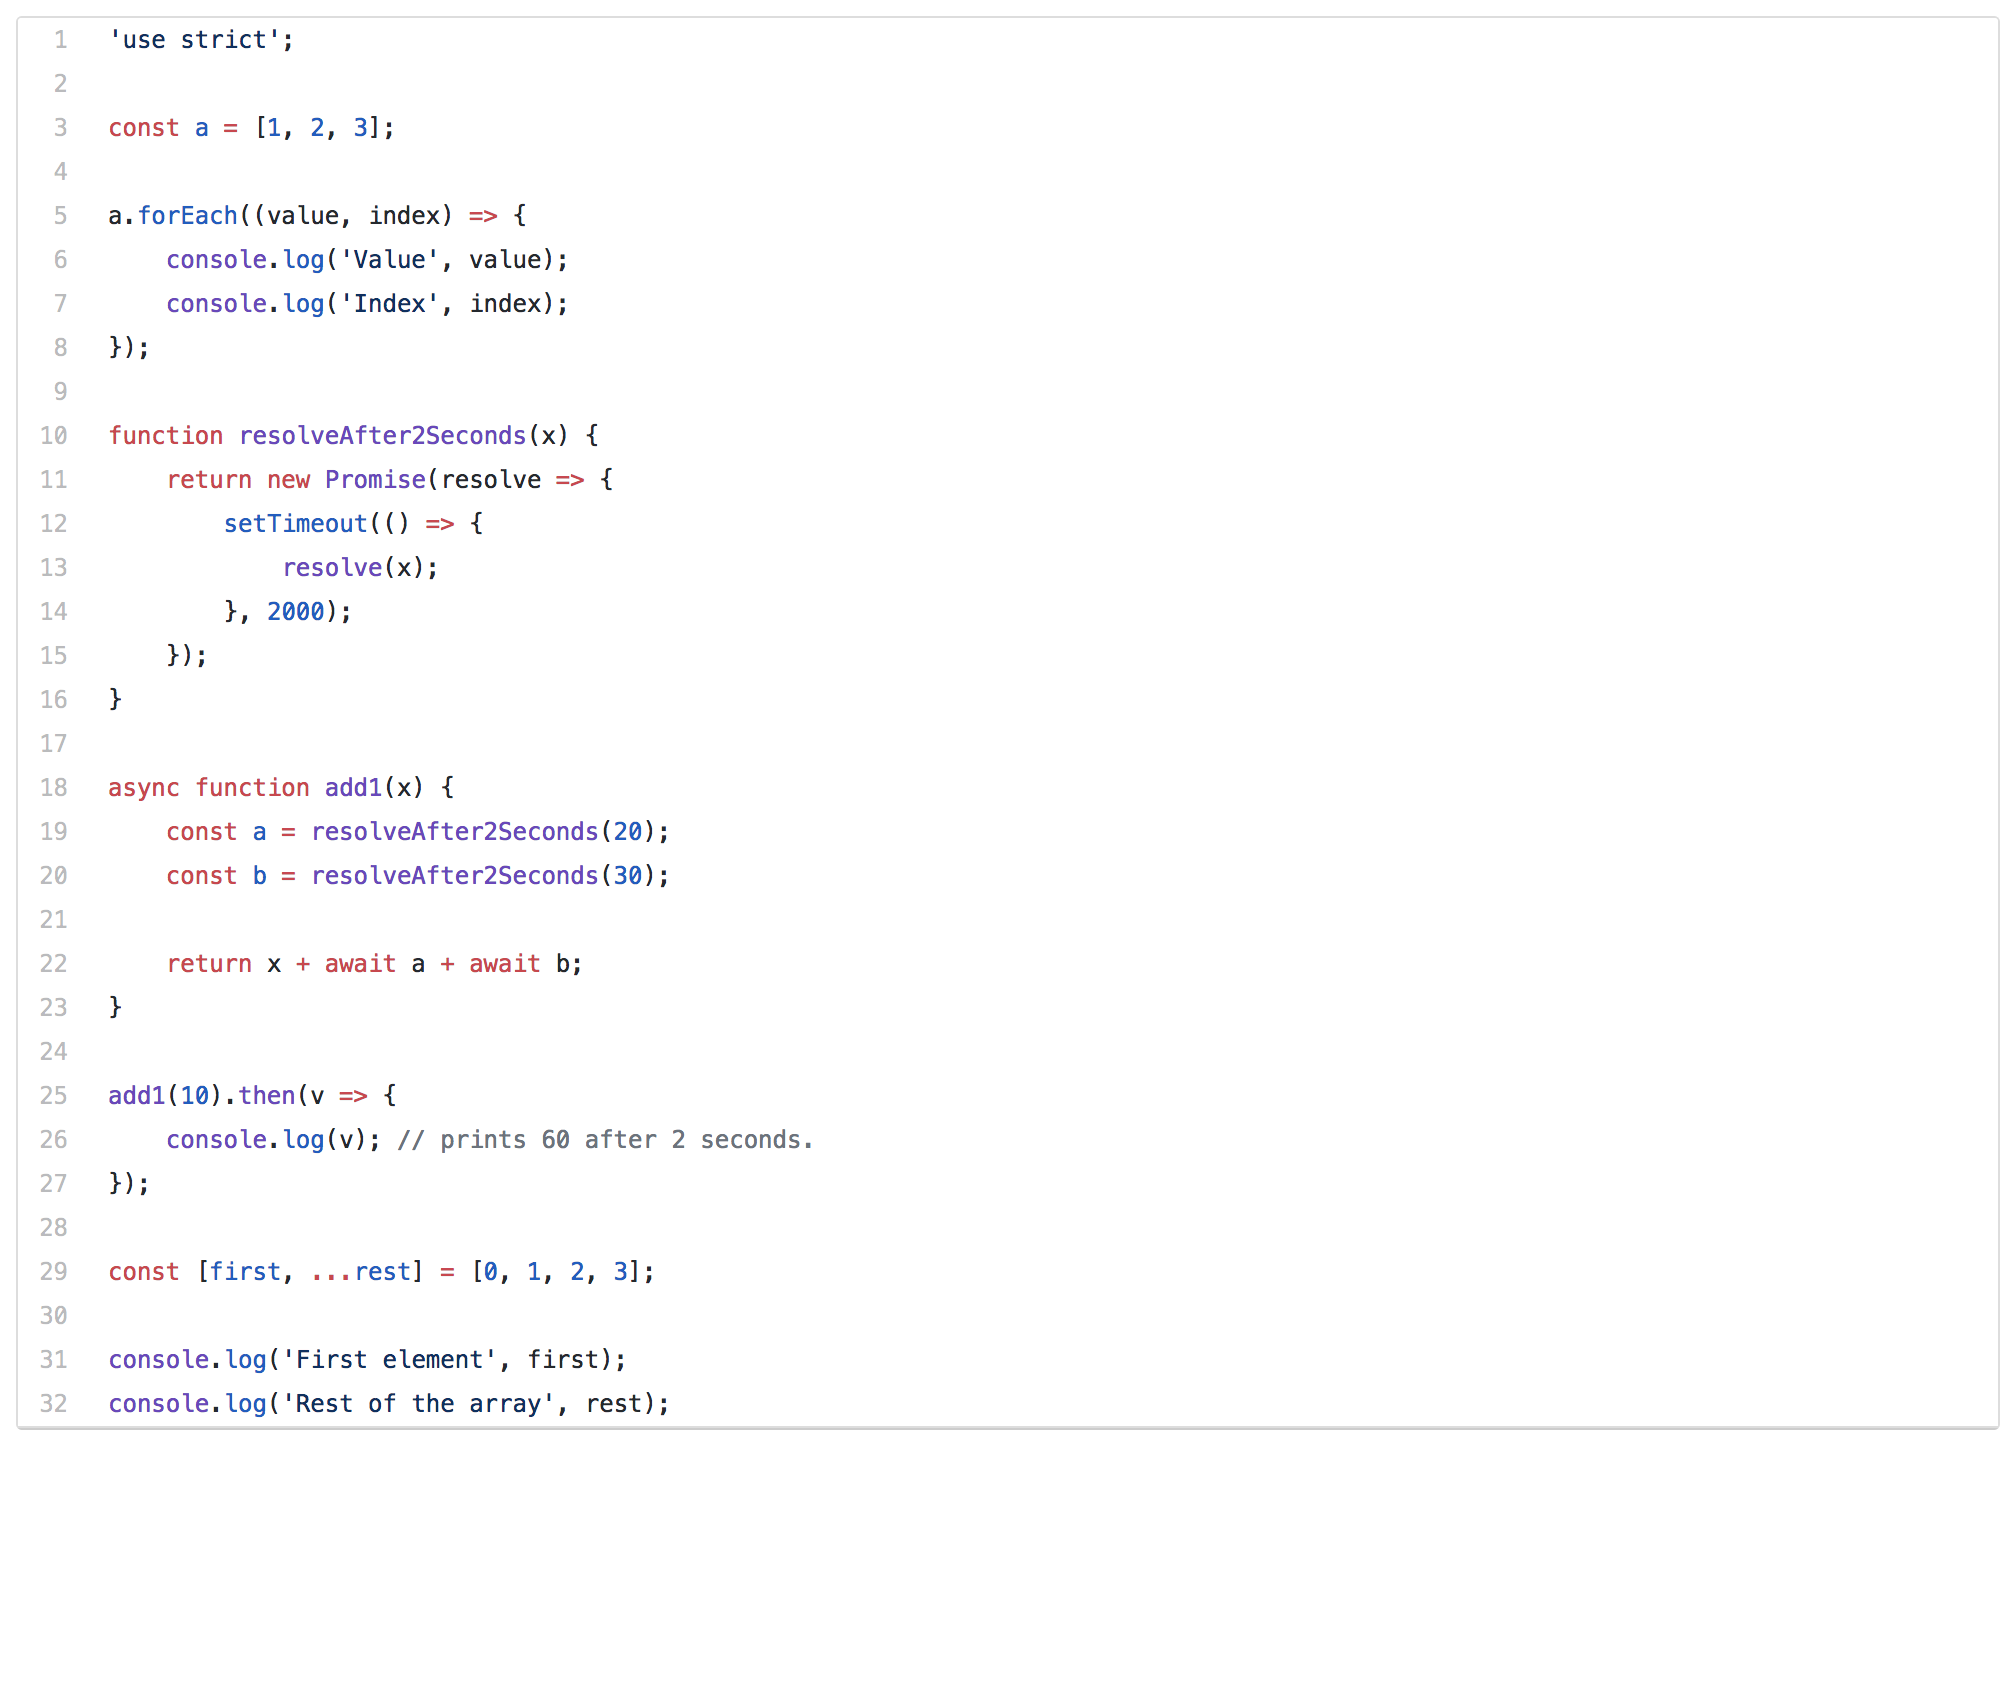 1 'use strict';
2
3 const a = [1, 2, 3];
4
5 a.forEach((value, index) => {
6     console.log('Value', value);
7     console.log('Index', index);
8 });
9
10 function resolveAfter2Seconds(x) {
11     return new Promise(resolve => {
12         setTimeout(() => {
13             resolve(x);
14         }, 2000);
15     });
16 }
17
18 async function add1(x) {
19     const a = resolveAfter2Seconds(20);
20     const b = resolveAfter2Seconds(30);
21
22     return x + await a + await b;
23 }
24
25 add1(10).then(v => {
26     console.log(v); // prints 60 after 2 seconds.
27 });
28
29 const [first, ...rest] = [0, 1, 2, 3];
30
31 console.log('First element', first);
32 console.log('Rest of the array', rest);